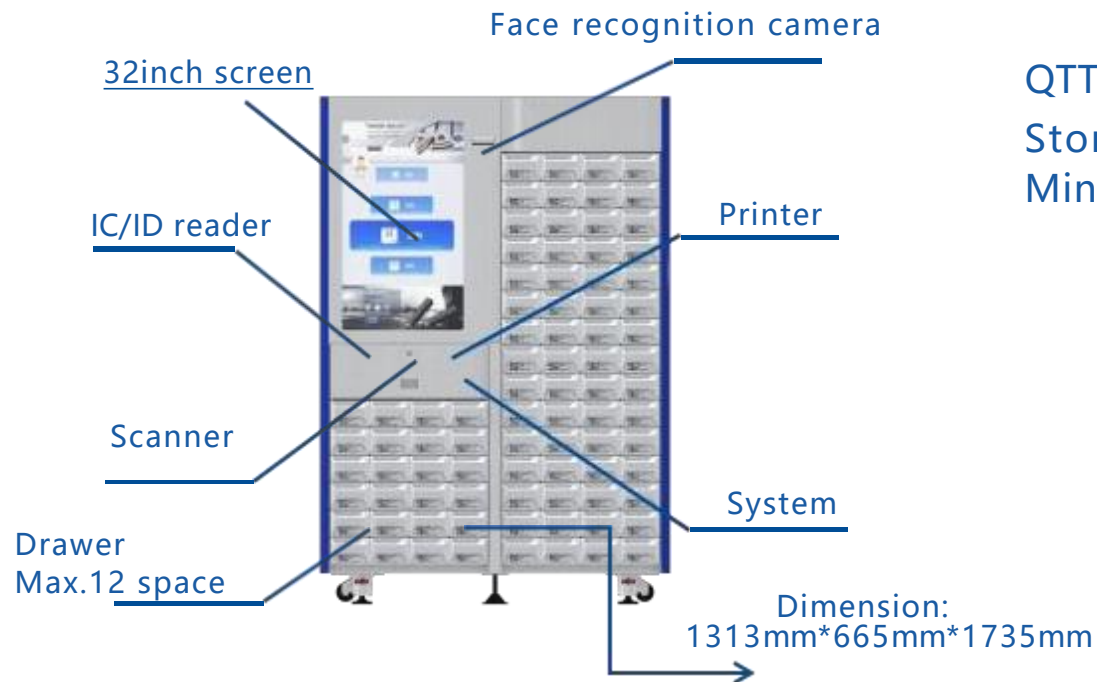 Face recognition camera
32inch screen
QTT
Stor
Min
IC/ID reader
Printer
Scanner
System
Drawer
Max.12 space
Dimension:
1313mm*665mm*1735mm